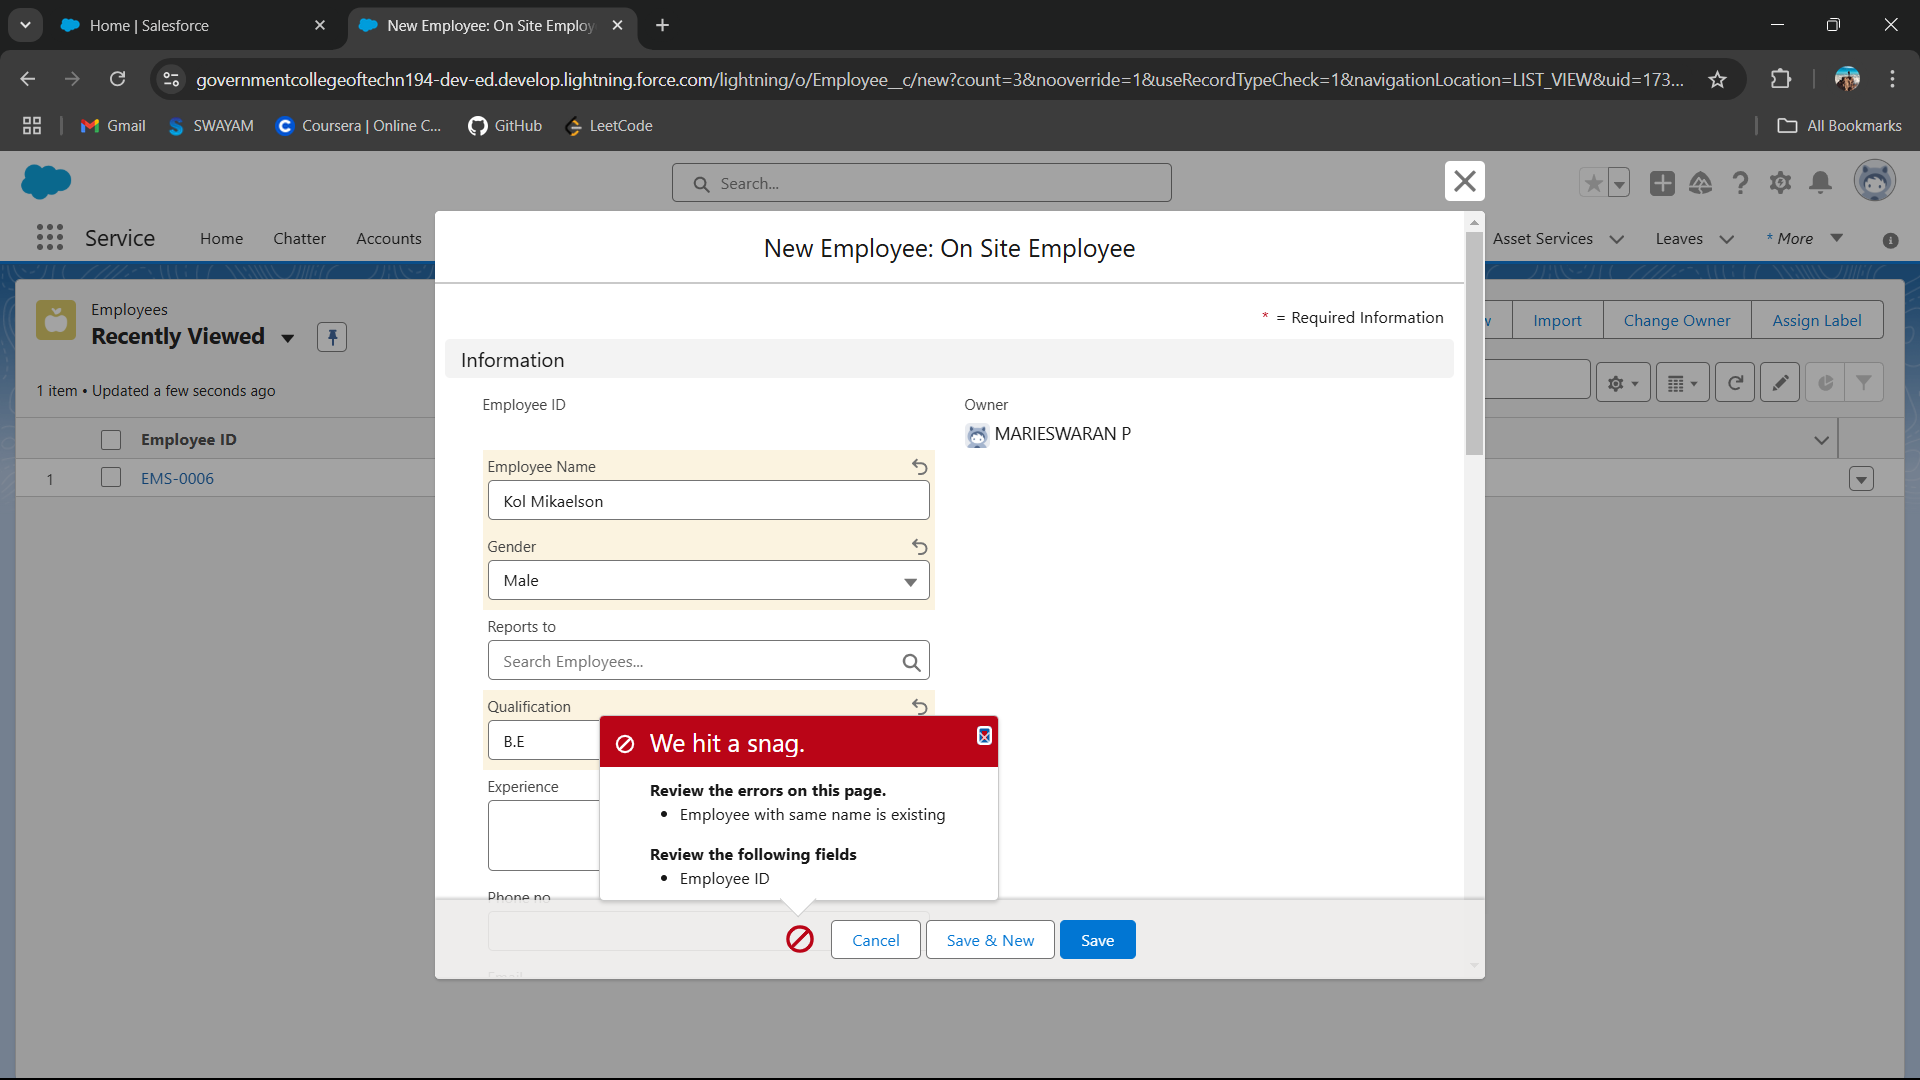 Home | Salesforce
New Employee: On Site Employ
governmentcollegeoftechn194-dev-ed.develop.lightning.force.com/lightning/o/Employee__c/new?count=3&nooverride=1&useRecordTypeCheck=1&navigationLocation=LIST_VIEW&uid=173...
Gmail
SWAYAM
Coursera | Online C...
GitHub
LeetCode
All Bookmarks
Search...
Service
Home
Chatter
Accounts
Asset Services
Leaves
* More
Employees
Recently Viewed
1 item • Updated a few seconds ago
Import
Change Owner
Assign Label
Employee ID
1
EMS-0006
New Employee: On Site Employee
* = Required Information
Information
Employee ID
Owner
MARIESWARAN P
Employee Name
Kol Mikaelson
Gender
Male
Reports to
Search Employees...
Qualification
B.E
Experience
Phone no
Email
We hit a snag.
Review the errors on this page.
• Employee with same name is existing
Review the following fields
• Employee ID
Cancel
Save & New
Save